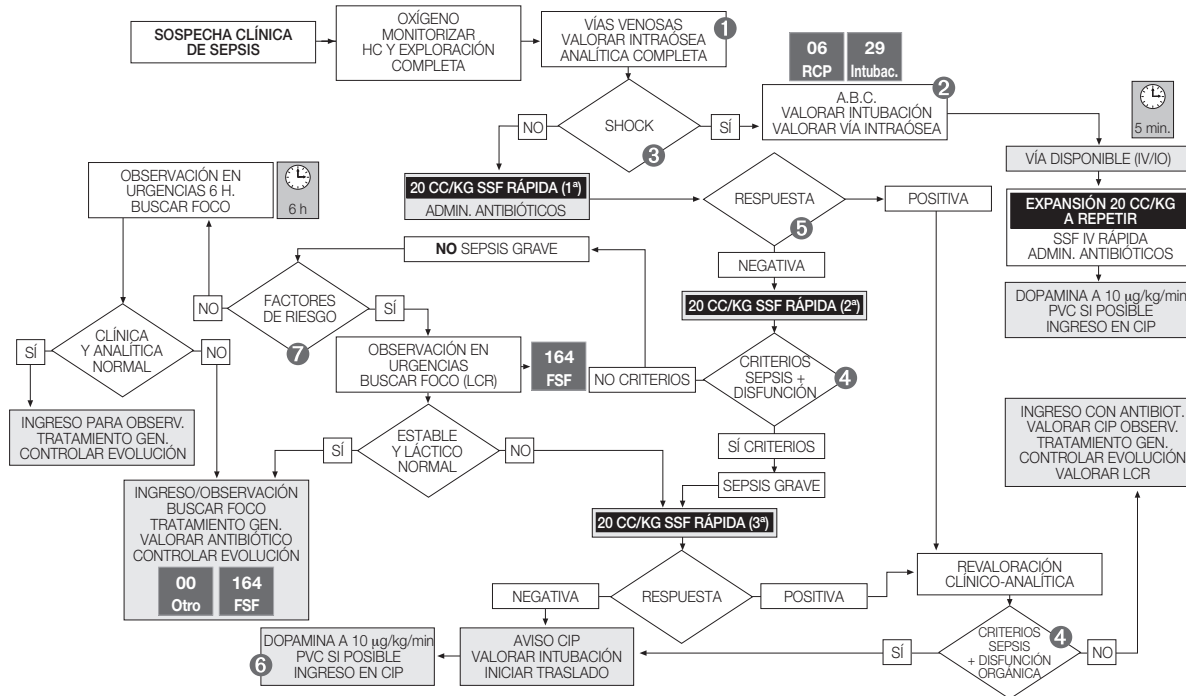 SOSPECHA CLÍNICA
DE SEPSIS
OXÍGENO
MONITORIZAR
HC Y EXPLORACIÓN
COMPLETA
VÍAS VENOSAS
VALORAR INTRAÓSEA
ANALÍTICA COMPLETA
1
06
RCP
29
Intubac.
A.B.C.
VALORAR INTUBACIÓN
VALORAR VÍA INTRAÓSEA
2
5 min.
NO
SHOCK
3
SÍ
VÍA DISPONIBLE (IV/IO)
EXPANSIÓN 20 CC/KG
A REPETIR
SSF IV RÁPIDA
ADMIN. ANTIBIÓTICOS
DOPAMINA A 10 µg/kg/min
PVC SI POSIBLE
INGRESO EN CIP
OBSERVACIÓN EN
URGENCIAS 6 H.
BUSCAR FOCO
6 h
20 CC/KG SSF RÁPIDA (1ª)
ADMIN. ANTIBIÓTICOS
RESPUESTA
5
POSITIVA
NEGATIVA
NO SEPSIS GRAVE
20 CC/KG SSF RÁPIDA (2ª)
NO
FACTORES
DE RIESGO
7
SÍ
SÍ
CLÍNICA
Y ANALÍTICA
NORMAL
NO
OBSERVACIÓN EN
URGENCIAS
BUSCAR FOCO (LCR)
164
FSF
NO CRITERIOS
CRITERIOS
SEPSIS +
DISFUNCIÓN
4
INGRESO PARA OBSERV.
TRATAMIENTO GEN.
CONTROLAR EVOLUCIÓN
SÍ
ESTABLE
Y LÁCTICO
NORMAL
NO
SÍ CRITERIOS
SEPSIS GRAVE
INGRESO CON ANTIBIOT.
VALORAR CIP OBSERV.
TRATAMIENTO GEN.
CONTROLAR EVOLUCIÓN
VALORAR LCR
INGRESO/OBSERVACIÓN
BUSCAR FOCO
TRATAMIENTO GEN.
VALORAR ANTIBIÓTICO
CONTROLAR EVOLUCIÓN
00
Otro
164
FSF
20 CC/KG SSF RÁPIDA (3ª)
NEGATIVA
RESPUESTA
POSITIVA
REVALORACIÓN
CLÍNICO-ANALÍTICA
DOPAMINA A 10 µg/kg/min
PVC SI POSIBLE
INGRESO EN CIP
6
AVISO CIP
VALORAR INTUBACIÓN
INICIAR TRASLADO
SÍ
CRITERIOS
SEPSIS
+ DISFUNCIÓN
ORGÁNICA
4
NO